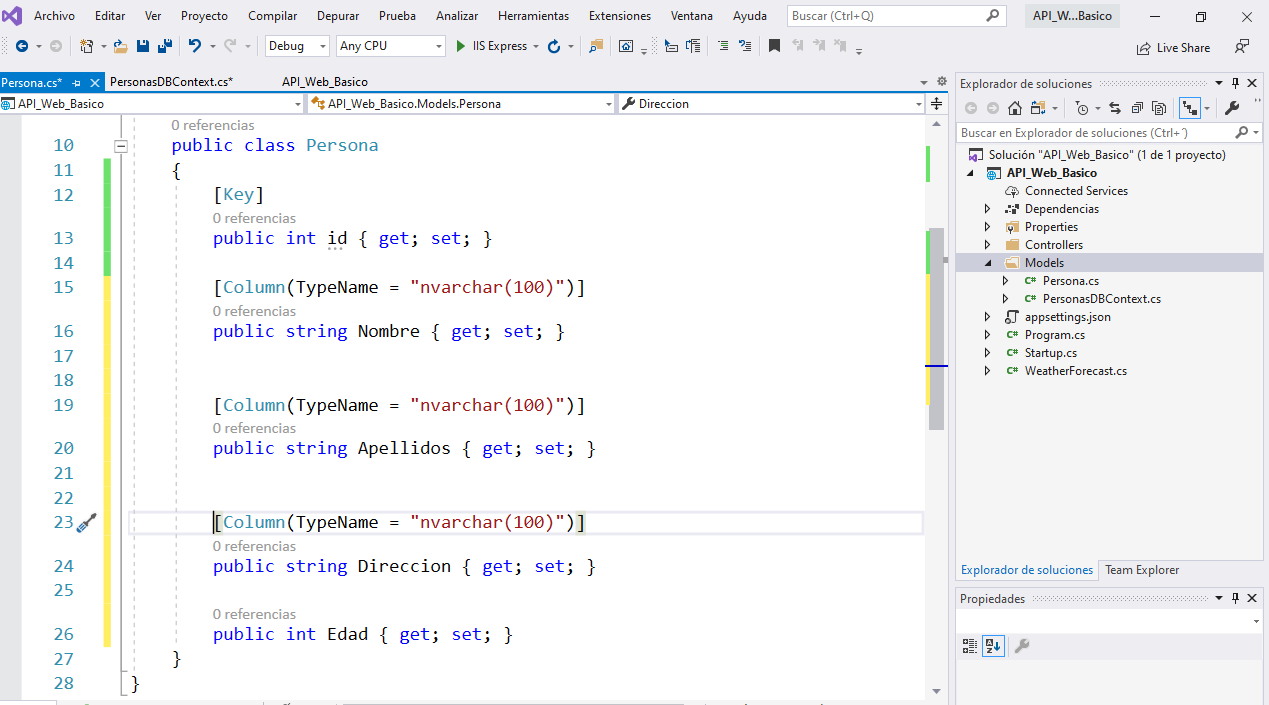 Archivo Editar Ver Proyecto Compilar Depurar Prueba Analizar Herramientas Extensiones Ventana Ayuda Buscar (Ctrl+Q) API_W...Basico
Debug Any CPU IIS Express Live Share
Persona.cs* PersonasDBContext.cs* API_Web_Basico
API_Web_Basico API_Web_Basico.Models.Persona Direccion
0 referencias
10 public class Persona
11 {
12 [Key]
0 referencias
13 public int id { get; set; }
14
15 [Column(TypeName = "nvarchar(100)")]
0 referencias
16 public string Nombre { get; set; }
17
18
19 [Column(TypeName = "nvarchar(100)")]
0 referencias
20 public string Apellidos { get; set; }
21
22
23 [Column(TypeName = "nvarchar(100)")]
0 referencias
24 public string Direccion { get; set; }
25
0 referencias
26 public int Edad { get; set; }
27 }
28 }
Explorador de soluciones
Buscar en Explorador de soluciones (Ctrl+´)
Solución "API_Web_Basico" (1 de 1 proyecto)
API_Web_Basico
Connected Services
Dependencias
Properties
Controllers
Models
C# Persona.cs
C# PersonasDBContext.cs
appsettings.json
C# Program.cs
C# Startup.cs
C# WeatherForecast.cs
Explorador de soluciones Team Explorer
Propiedades